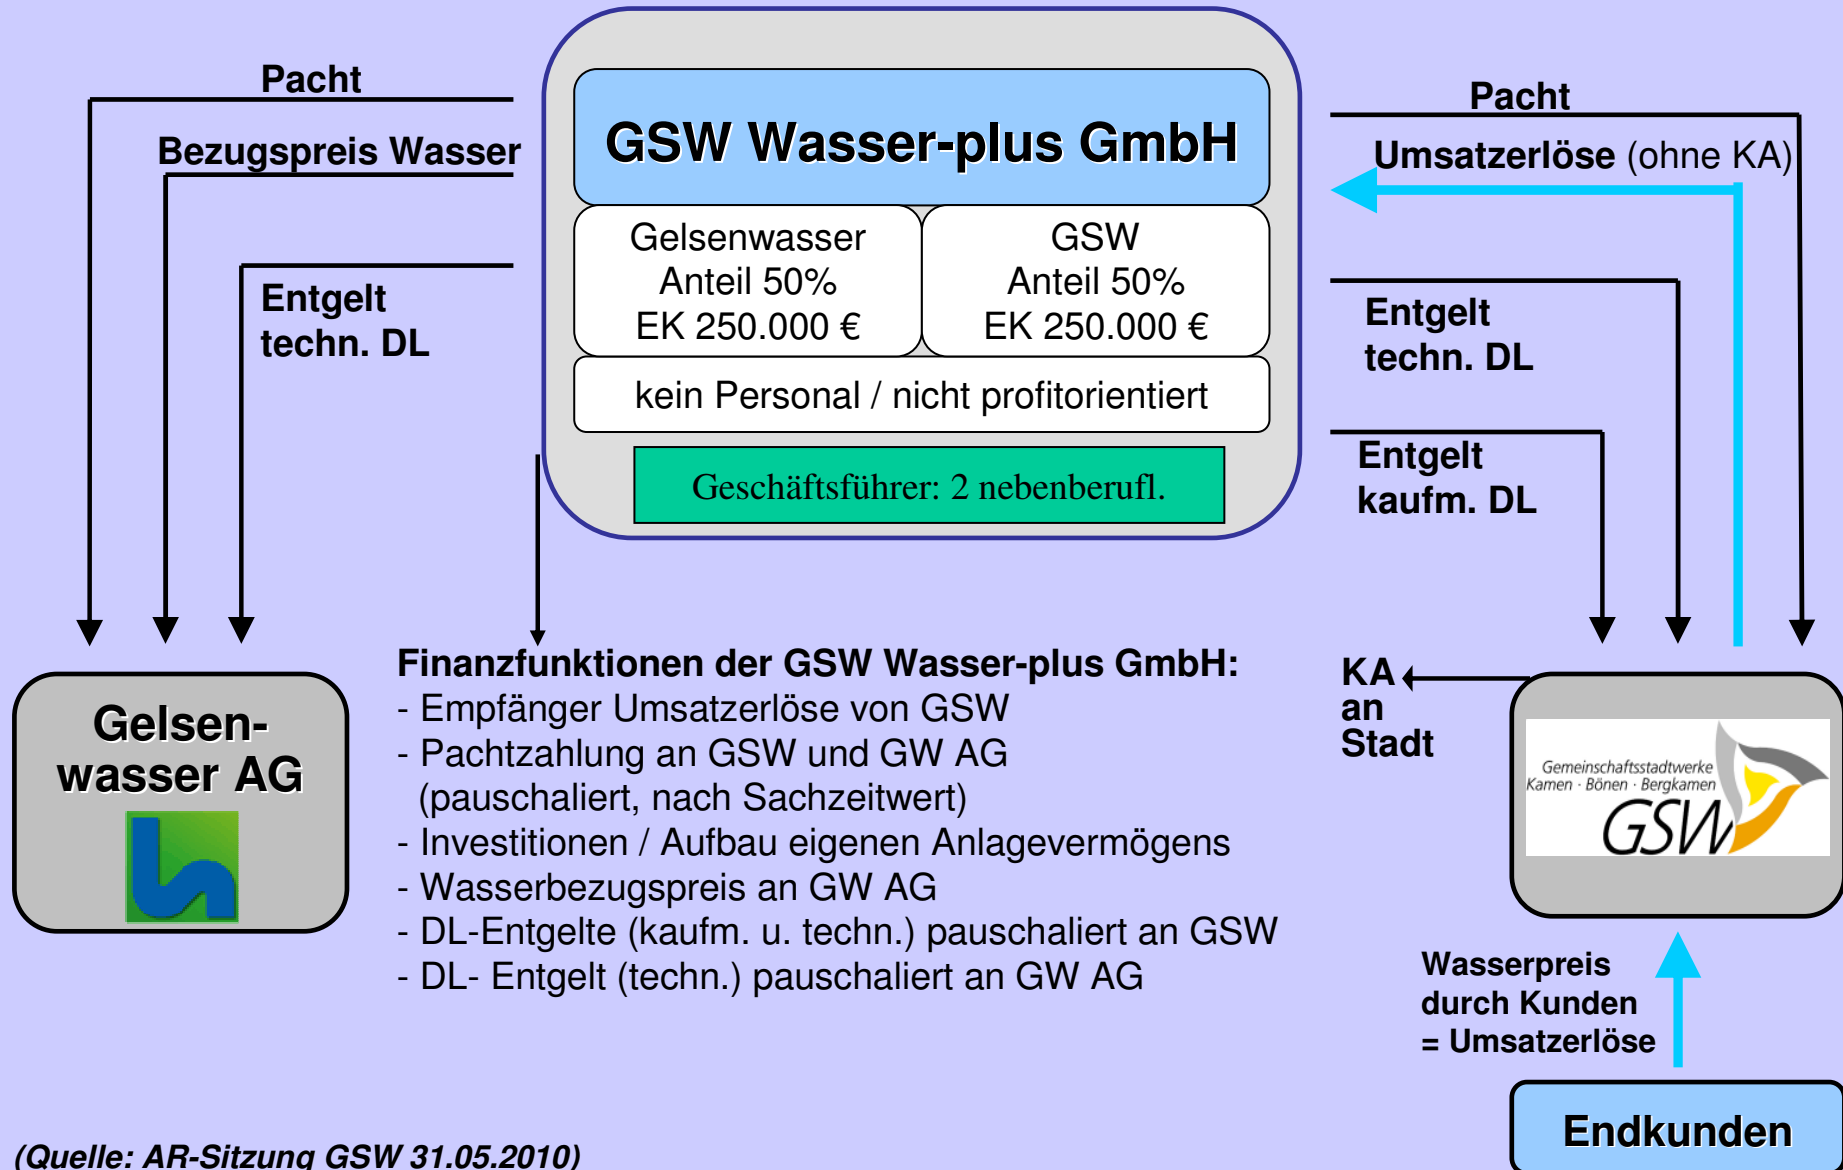 Pacht
Bezugspreis Wasser
Entgelt
techn. DL
GSW Wasser-plus GmbH
Gelsenwasser
Anteil 50%
EK 250.000 €
GSW
Anteil 50%
EK 250.000 €
kein Personal / nicht profitorientiert
Geschäftsführer: 2 nebenberufl.
Pacht
Umsatzerlöse (ohne KA)
Entgelt
techn. DL
Entgelt
kaufm. DL
Gelsen-
wasser AG
Finanzfunktionen der GSW Wasser-plus GmbH:
- Empfänger Umsatzerlöse von GSW
- Pachtzahlung an GSW und GW AG
(pauschaliert, nach Sachzeitwert)
- Investitionen / Aufbau eigenen Anlagevermögens
- Wasserbezugspreis an GW AG
- DL-Entgelte (kaufm. u. techn.) pauschaliert an GSW
- DL- Entgelt (techn.) pauschaliert an GW AG
KA
an
Stadt
Gemeinschaftsstadtwerke
Kamen · Bönen · Bergkamen
GSW
Wasserpreis
durch Kunden
= Umsatzerlöse
Endkunden
(Quelle: AR-Sitzung GSW 31.05.2010)